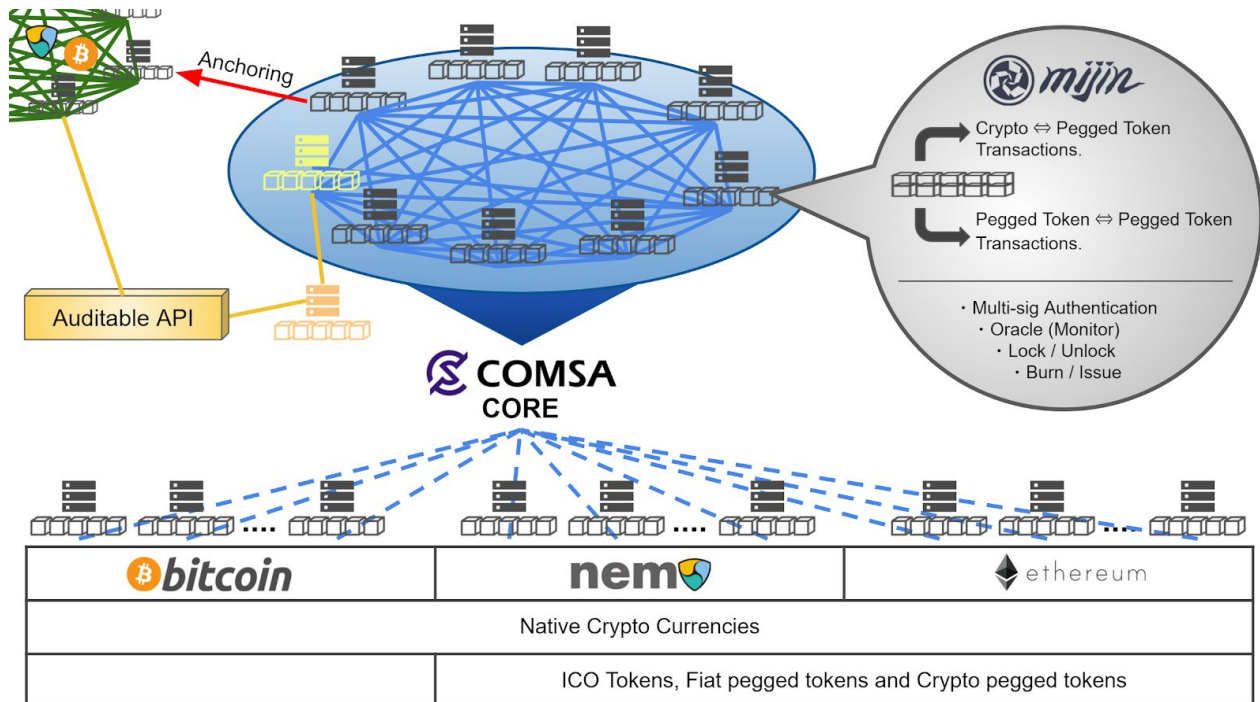 Anchoring
mijin
Crypto ⇔ Pegged Token
Transactions.
Pegged Token ⇔ Pegged Token
Transactions.
・Multi-sig Authentication
・Oracle (Monitor)
・Lock / Unlock
・Burn / Issue
Auditable API
COMSA
CORE
.... .... ....
bitcoin nem ethereum
Native Crypto Currencies
ICO Tokens, Fiat pegged tokens and Crypto pegged tokens